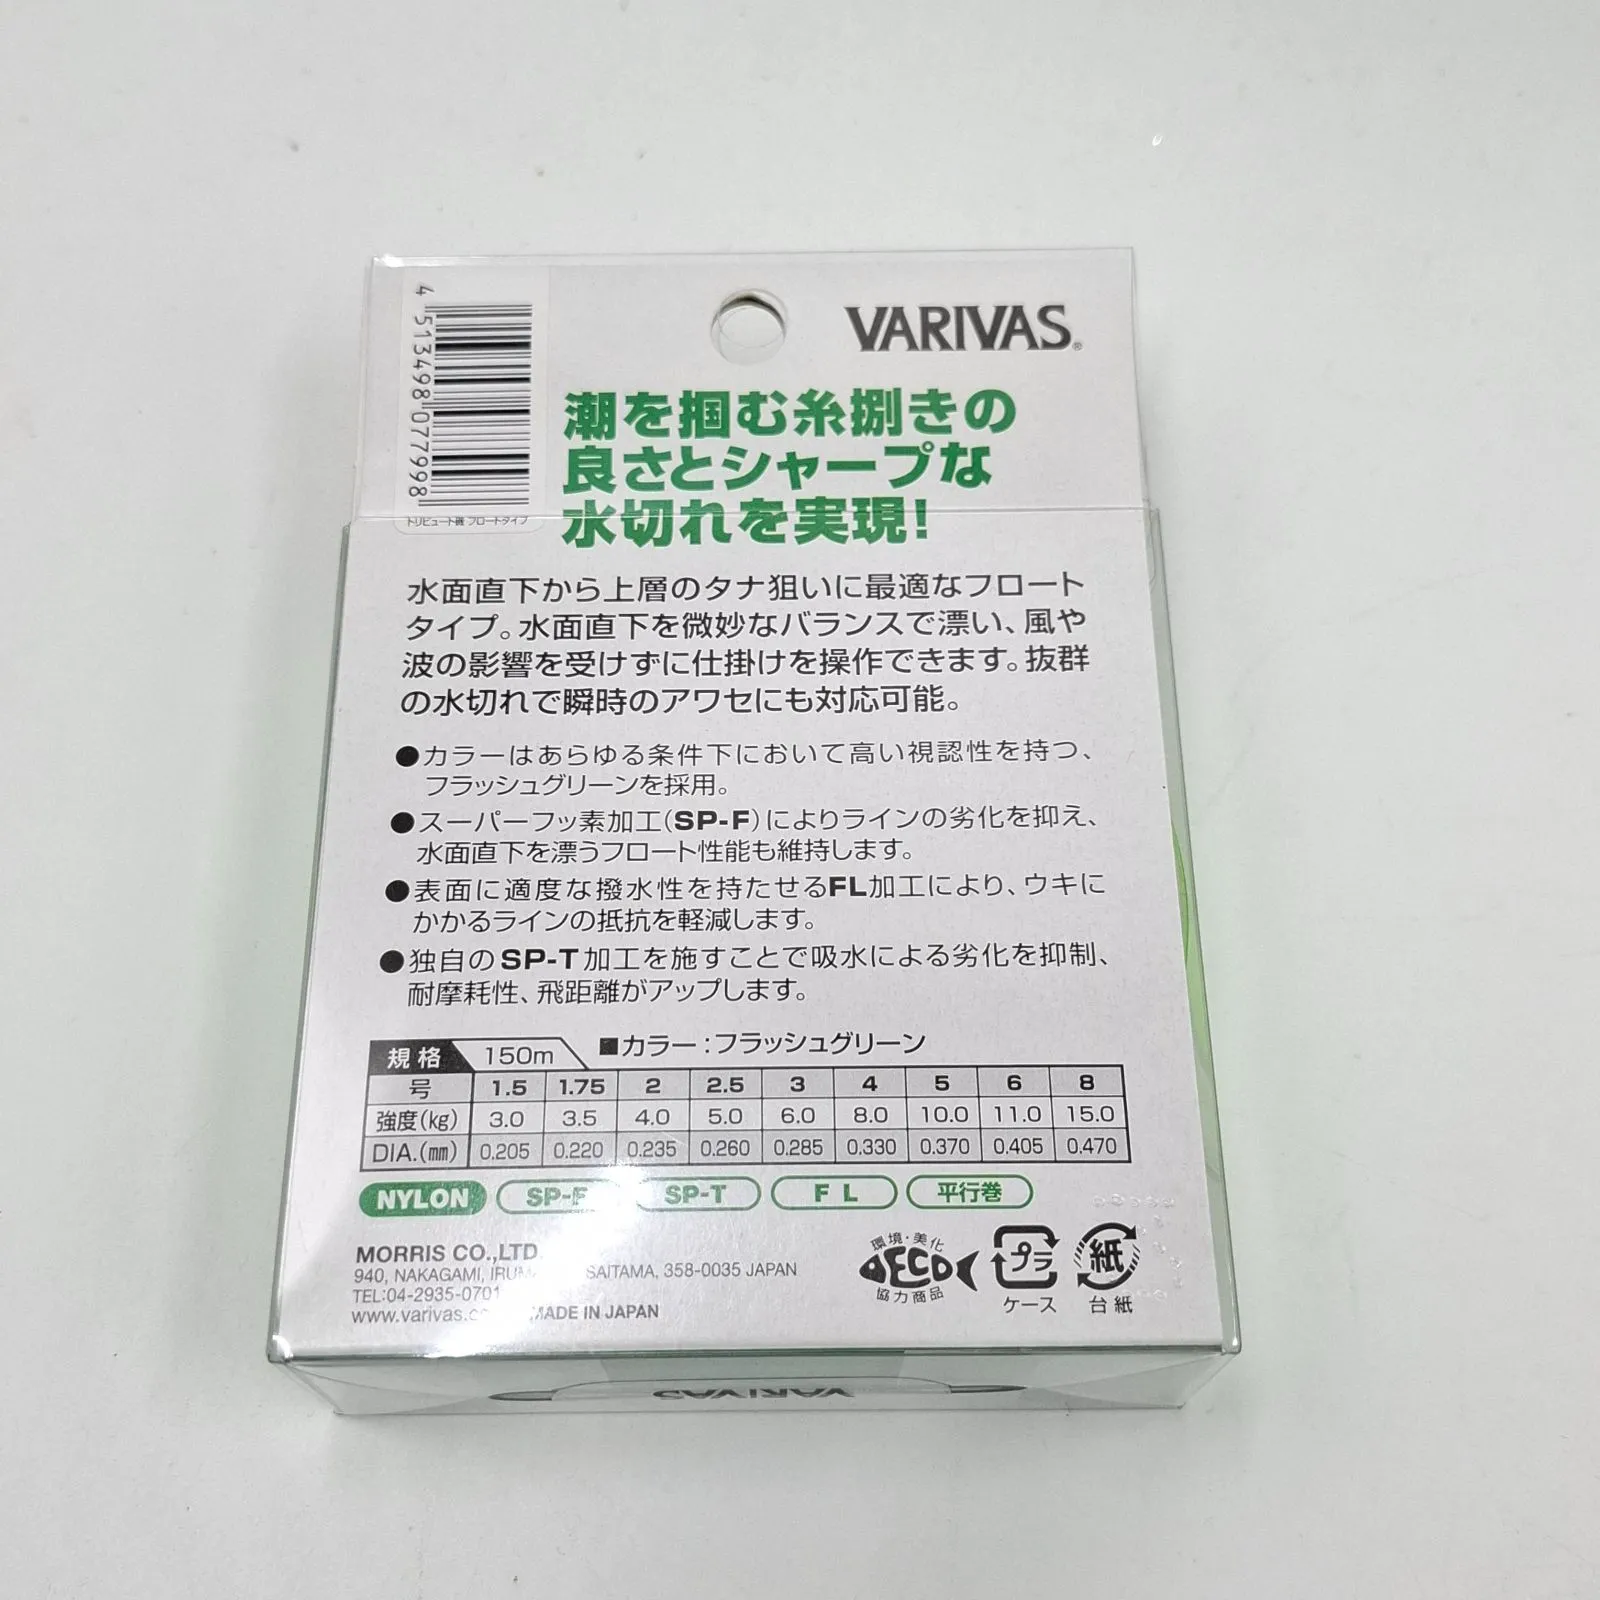 VARIVAS®
4 513498 077998
トリビュート磯 フロートタイプ
潮を掴む糸捌きの
良さとシャープな
水切れを実現!
水面直下から上層のタナ狙いに最適なフロート
タイプ。水面直下を微妙なバランスで漂い、風や
波の影響を受けずに仕掛けを操作できます。抜群
の水切れで瞬時のアワセにも対応可能。
●カラーはあらゆる条件下において高い視認性を持つ、
フラッシュグリーンを採用。
●スーパーフッ素加工(SP-F)によりラインの劣化を抑え、
水面直下を漂うフロート性能も維持します。
●表面に適度な撥水性を持たせるFL加工により、ウキに
かかるラインの抵抗を軽減します。
●独自のSP-T加工を施すことで吸水による劣化を抑制、
耐摩耗性、飛距離がアップします。
規格 150m ■カラー:フラッシュグリーン
号 1.5 1.75 2 2.5 3 4 5 6 8
強度(kg) 3.0 3.5 4.0 5.0 6.0 8.0 10.0 11.0 15.0
DIA.(mm) 0.205 0.220 0.235 0.260 0.285 0.330 0.370 0.405 0.470
NYLON SP-F SP-T FL 平行巻
MORRIS CO.,LTD.
940, NAKAGAMI, SAITAMA, 358-0035 JAPAN
TEL:04-2935-0701
www.varivas.c MADE IN JAPAN
環境・美化
ECO
協力商品
プラ
ケース
紙
台紙
VARIVAS